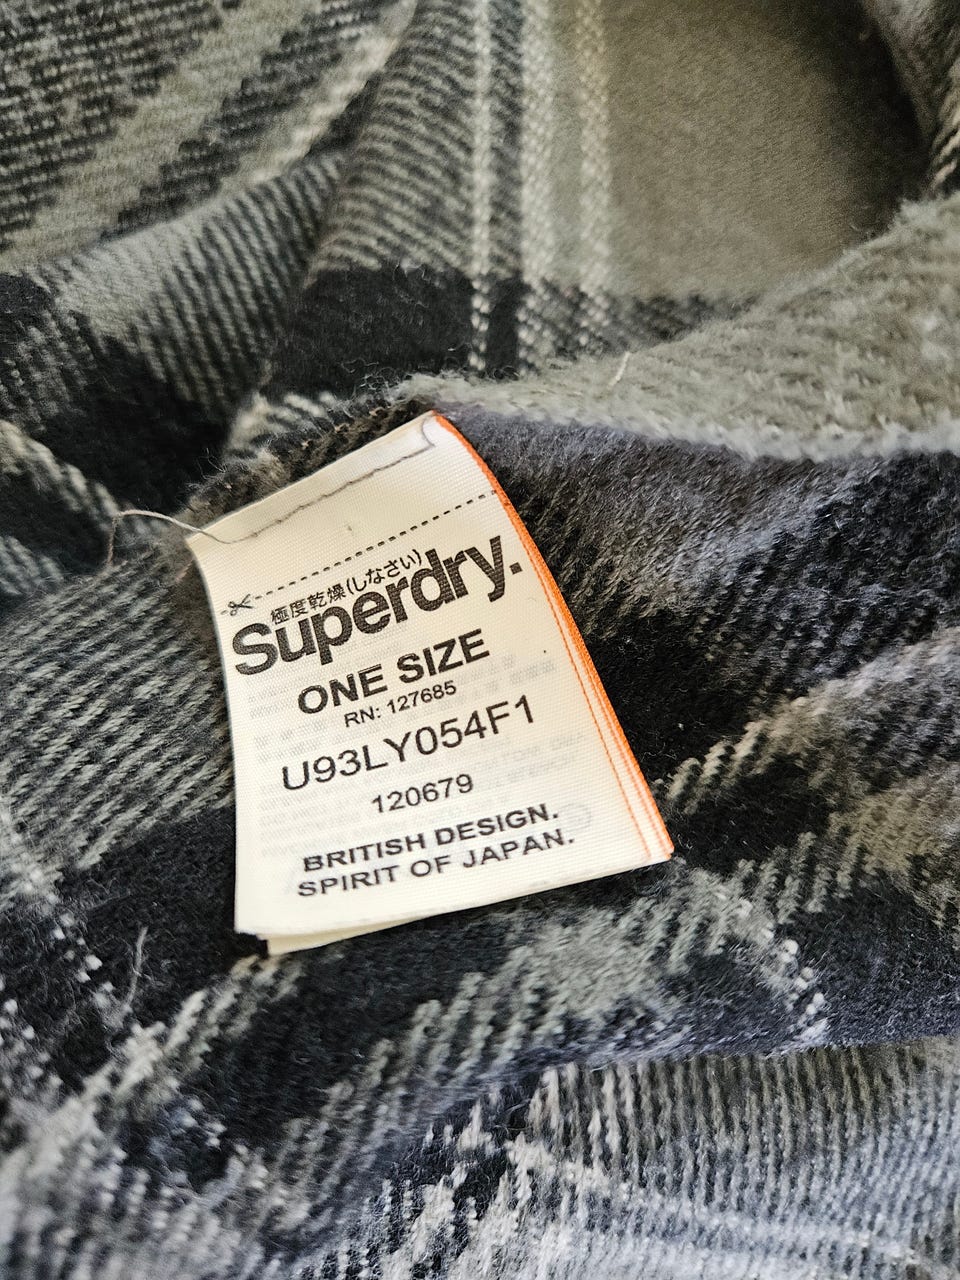 極度乾燥(しなさい)
Superdry.
ONE SIZE
RN: 127685
U93LY054F1
120679
BRITISH DESIGN.
SPIRIT OF JAPAN.